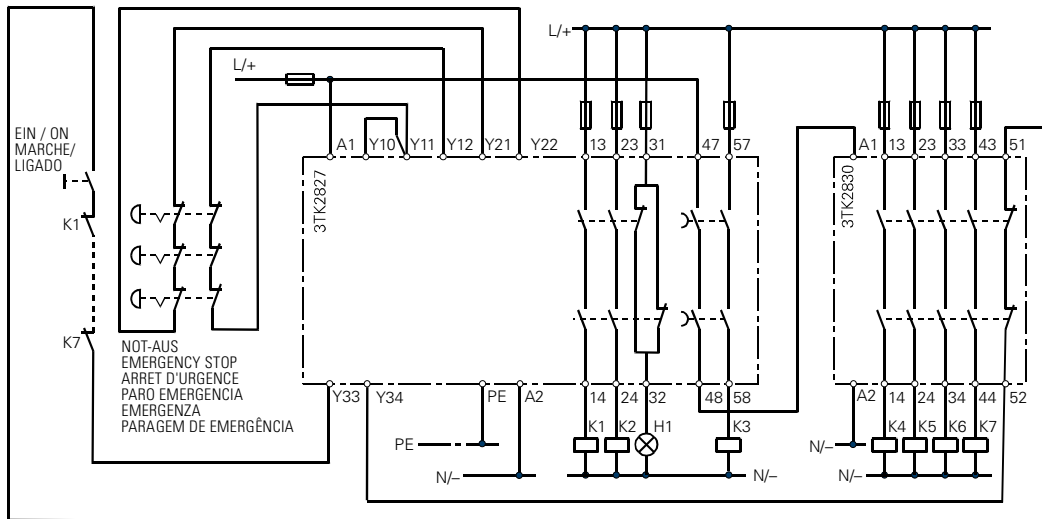 L/+
L/+
EIN / ON
MARCHE/
LIGADO
A1 Y10 Y11 Y12 Y21 Y22 13 23 31 47 57 A1 13 23 33 43 51
3TK2827
3TK2830
K1
K7
NOT-AUS
EMERGENCY STOP
ARRET D'URGENCE
PARO EMERGENCIA
EMERGENZA
PARAGEM DE EMERGÊNCIA
Y33 Y34 PE A2 14 24 32 48 58 A2 14 24 34 44 52
K1 K2 H1 K3 K4 K5 K6 K7
PE
N/–
N/–
N/–